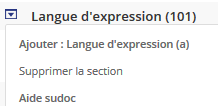 Langue d'expression (101)
Ajouter : Langue d'expression (a)
Supprimer la section
Aide sudoc